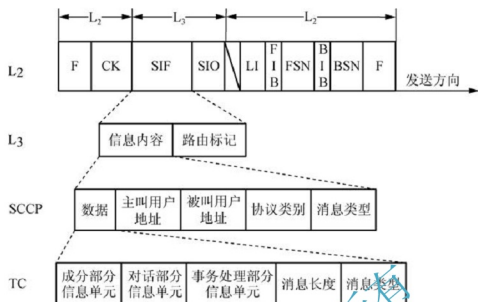 L₂ L₃ L₂
L2 F CK SIF SIO LI FIB FSN BIB BSN F 发送方向
L3 信息内容 路由标记
SCCP 数据 主叫用户地址 被叫用户地址 协议类别 消息类型
TC 成分部分信息单元 对话部分信息单元 事务处理部分信息单元 消息长度 消息类型